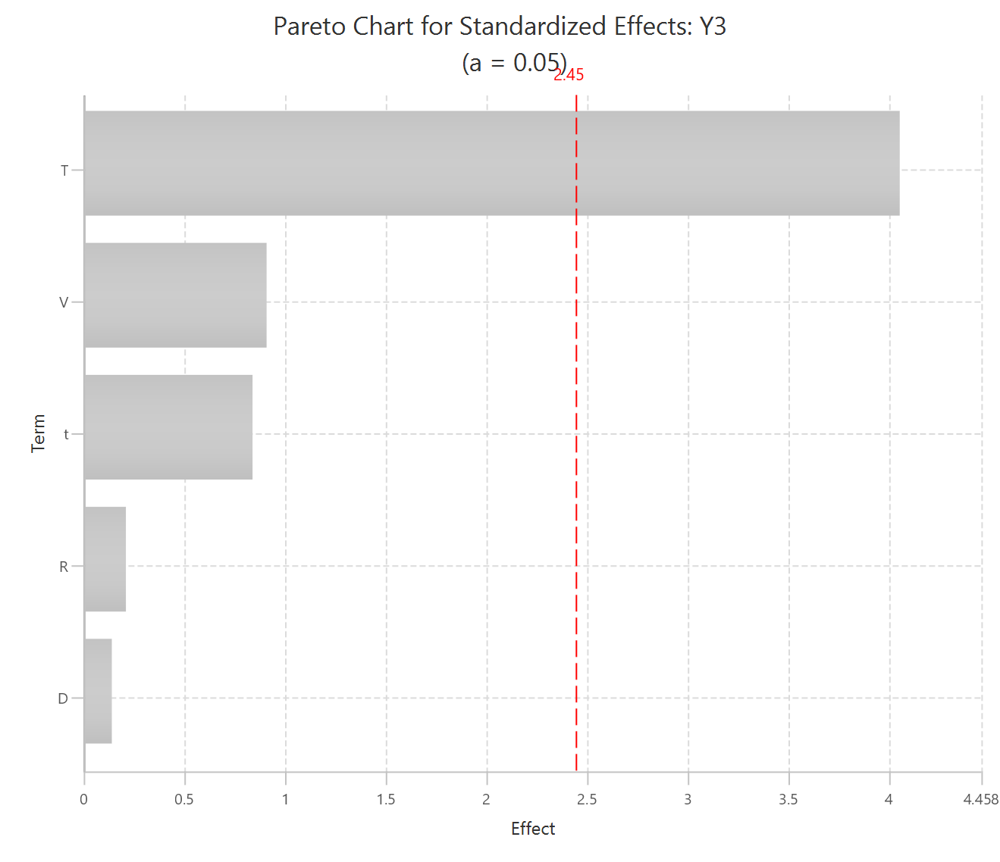 Pareto Chart for Standardized Effects: Y3
(a = 0.05)
2.45
T
V
t
R
D
Term
0 0.5 1 1.5 2 2.5 3 3.5 4 4.458
Effect